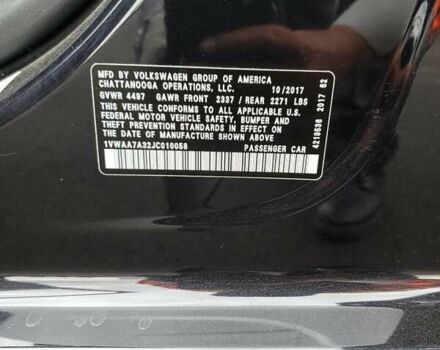 MFD BY VOLKSWAGEN GROUP OF AMERICA
CHATTANOOGA OPERATIONS, LLC. 10/2017
GVWR 4497 GAWR FRONT 2337 / REAR 2271 LBS
THIS VEHICLE CONFORMS TO ALL APPLICABLE U.S.
FEDERAL MOTOR VEHICLE SAFETY, BUMPER, AND
THEFT PREVENTION STANDARDS IN EFFECT ON THE
DATE OF MANUFACTURE SHOWN ABOVE.
1VWAA7A32JC010058 PASSENGER CAR
4219536 2017 62